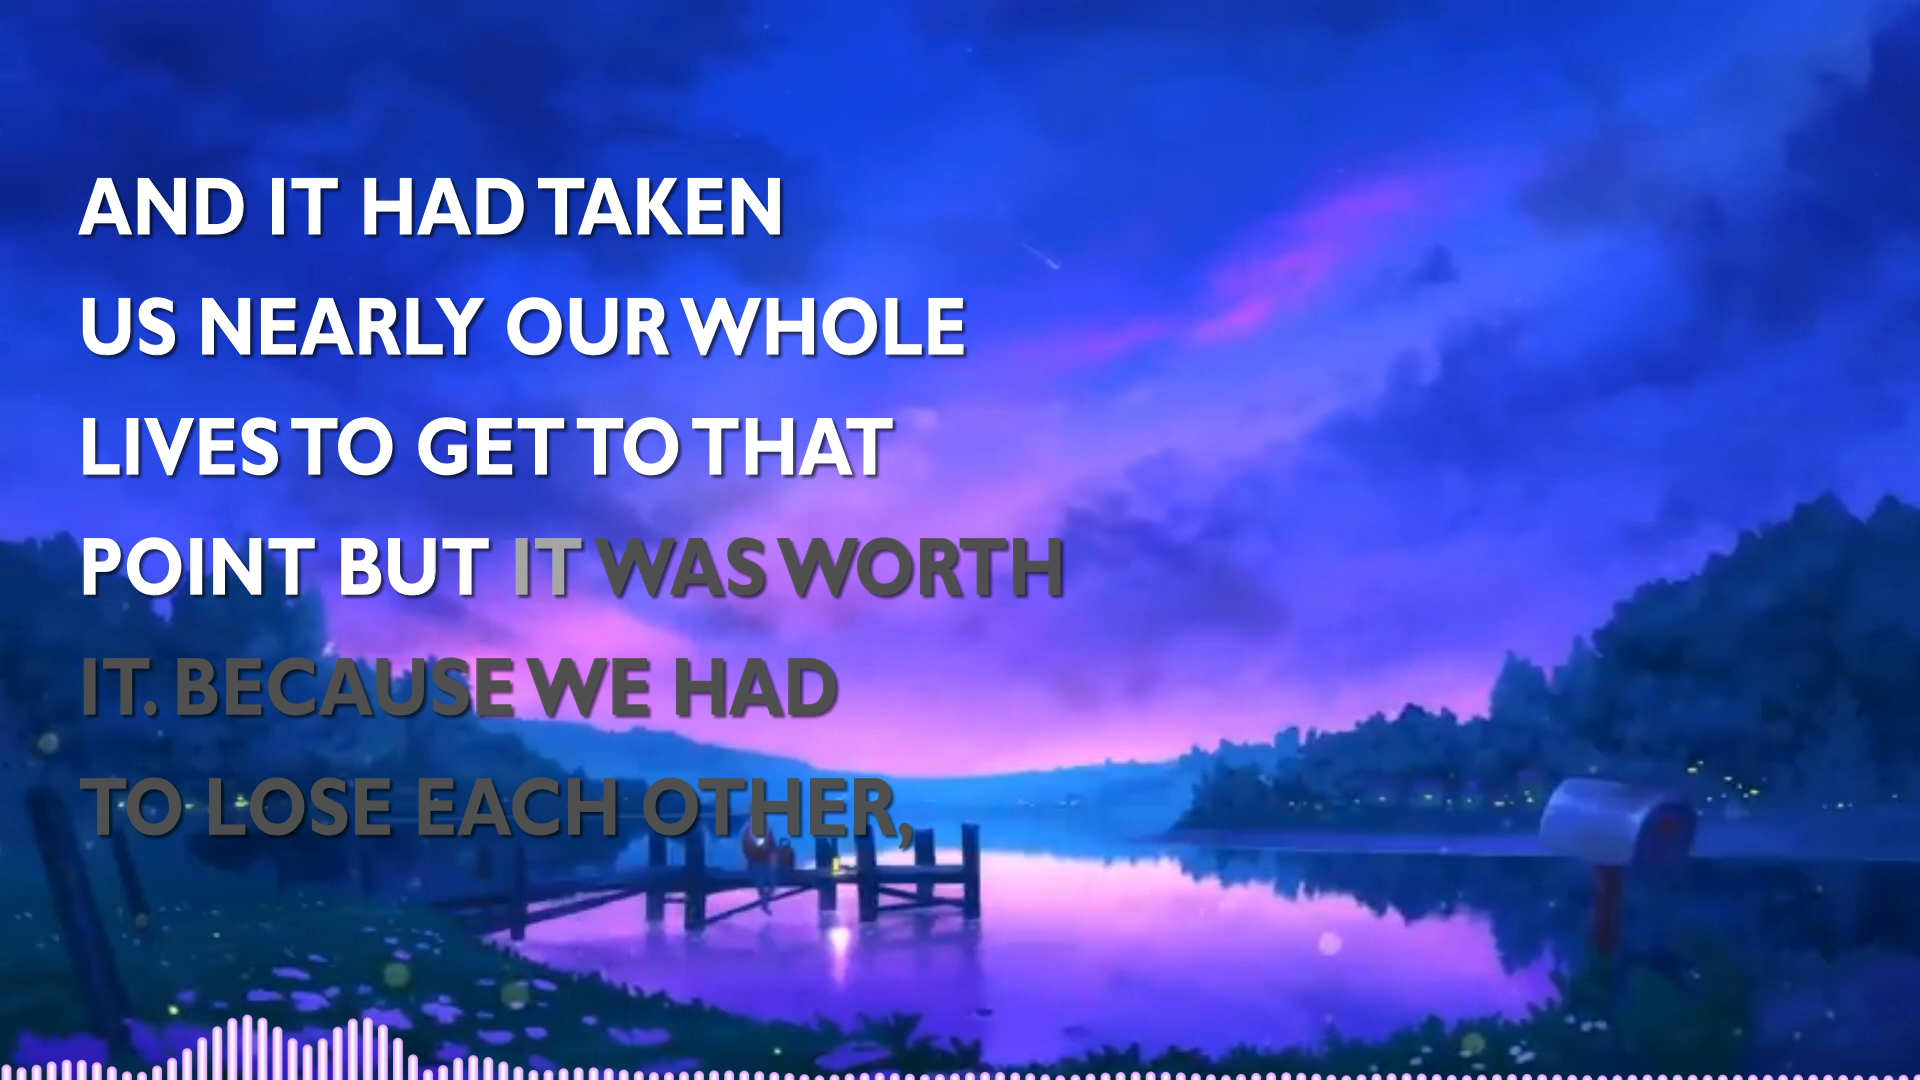 AND IT HAD TAKEN
US NEARLY OUR WHOLE
LIVES TO GET TO THAT
POINT BUT IT WAS WORTH
IT. BECAUSE WE HAD
TO LOSE EACH OTHER,